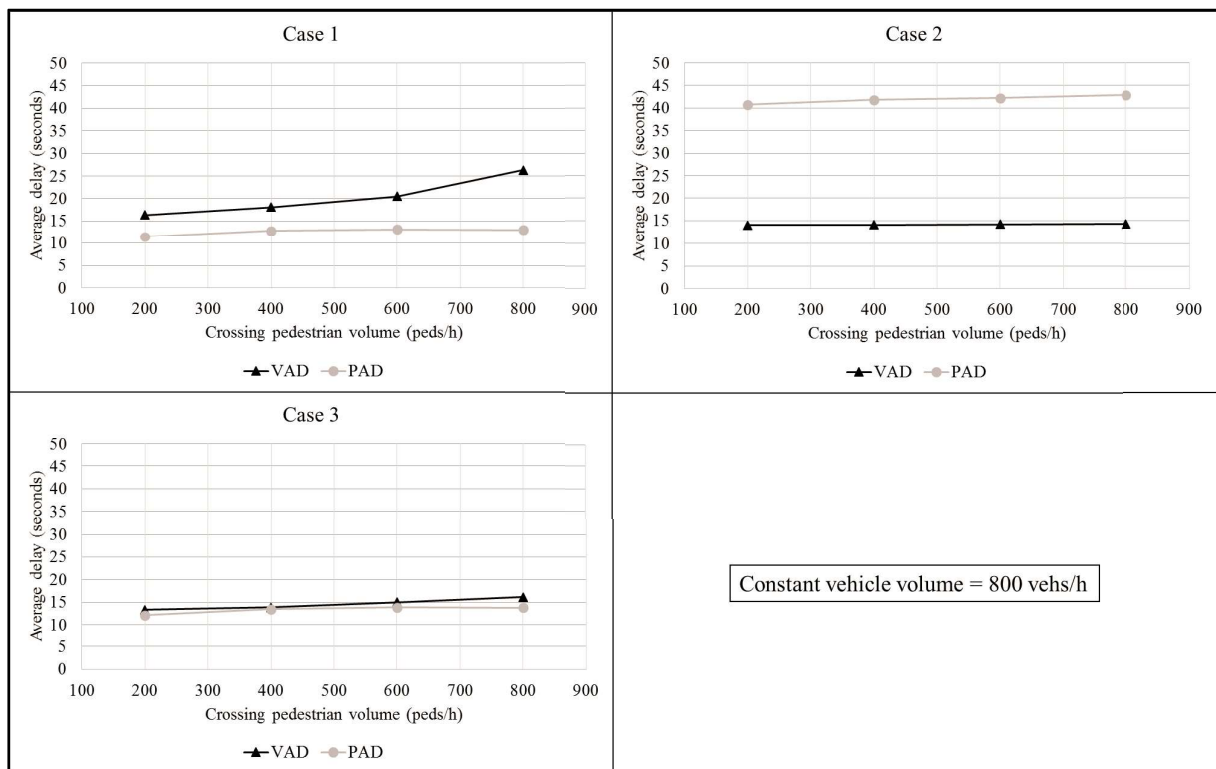 Case 1
Average delay (seconds)
50
45
40
35
30
25
20
15
10
5
0
100 200 300 400 500 600 700 800 900
Crossing pedestrian volume (peds/h)
VAD PAD
Case 2
Average delay (seconds)
50
45
40
35
30
25
20
15
10
5
0
100 200 300 400 500 600 700 800 900
Crossing pedestrian volume (peds/h)
VAD PAD
Case 3
Average delay (seconds)
50
45
40
35
30
25
20
15
10
5
0
100 200 300 400 500 600 700 800 900
Crossing pedestrian volume (peds/h)
VAD PAD
Constant vehicle volume = 800 vehs/h